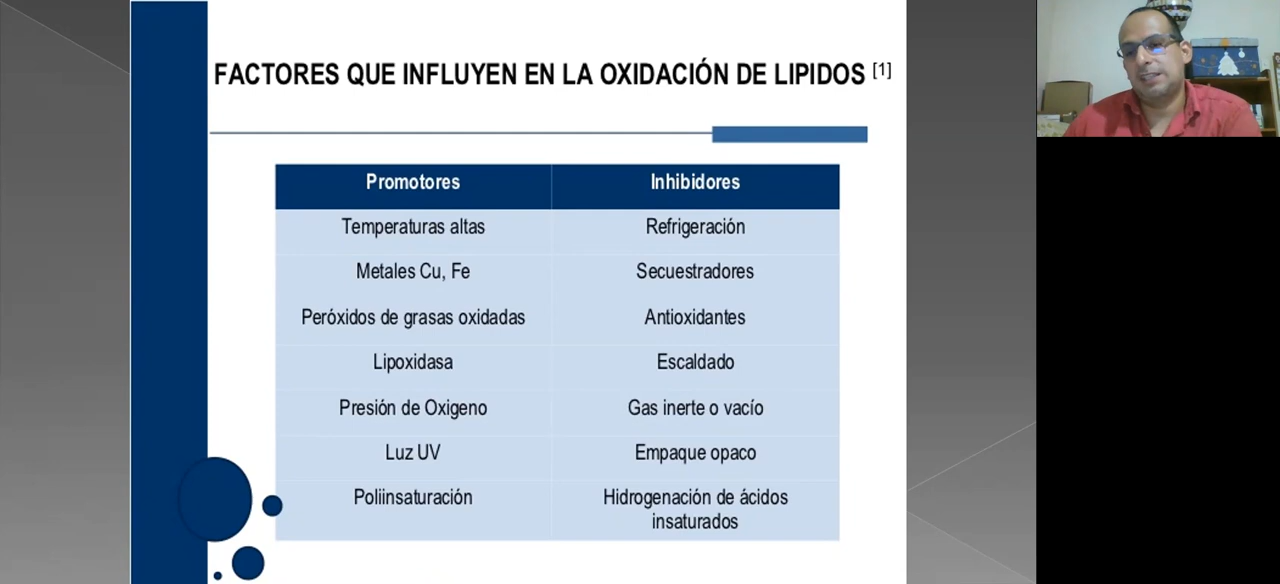 FACTORES QUE INFLUYEN EN LA OXIDACIÓN DE LIPIDOS [1]
Promotores Inhibidores
Temperaturas altas Refrigeración
Metales Cu, Fe Secuestradores
Peróxidos de grasas oxidadas Antioxidantes
Lipoxidasa Escaldado
Presión de Oxigeno Gas inerte o vacío
Luz UV Empaque opaco
Poliinsaturación Hidrogenación de ácidos
insaturados